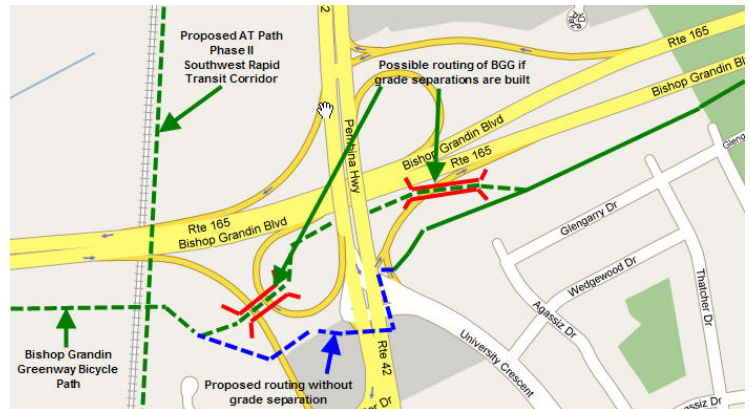 Proposed AT Path
Phase II
Southwest Rapid
Transit Corridor
2
Possible routing of BGG if
grade separations are built
Rte 165
Bishop Grandin Blvd
Pembina Hwy
Bishop Grandin Blvd
Rte 165
Rte 165
Bishop Grandin Blvd
Glengarry Dr
Wedgewood Dr
Agassiz Dr
Thatcher Dr
University Crescent
Rte 42
Bishop Grandin
Greenway Bicycle
Path
Proposed routing without
grade separation